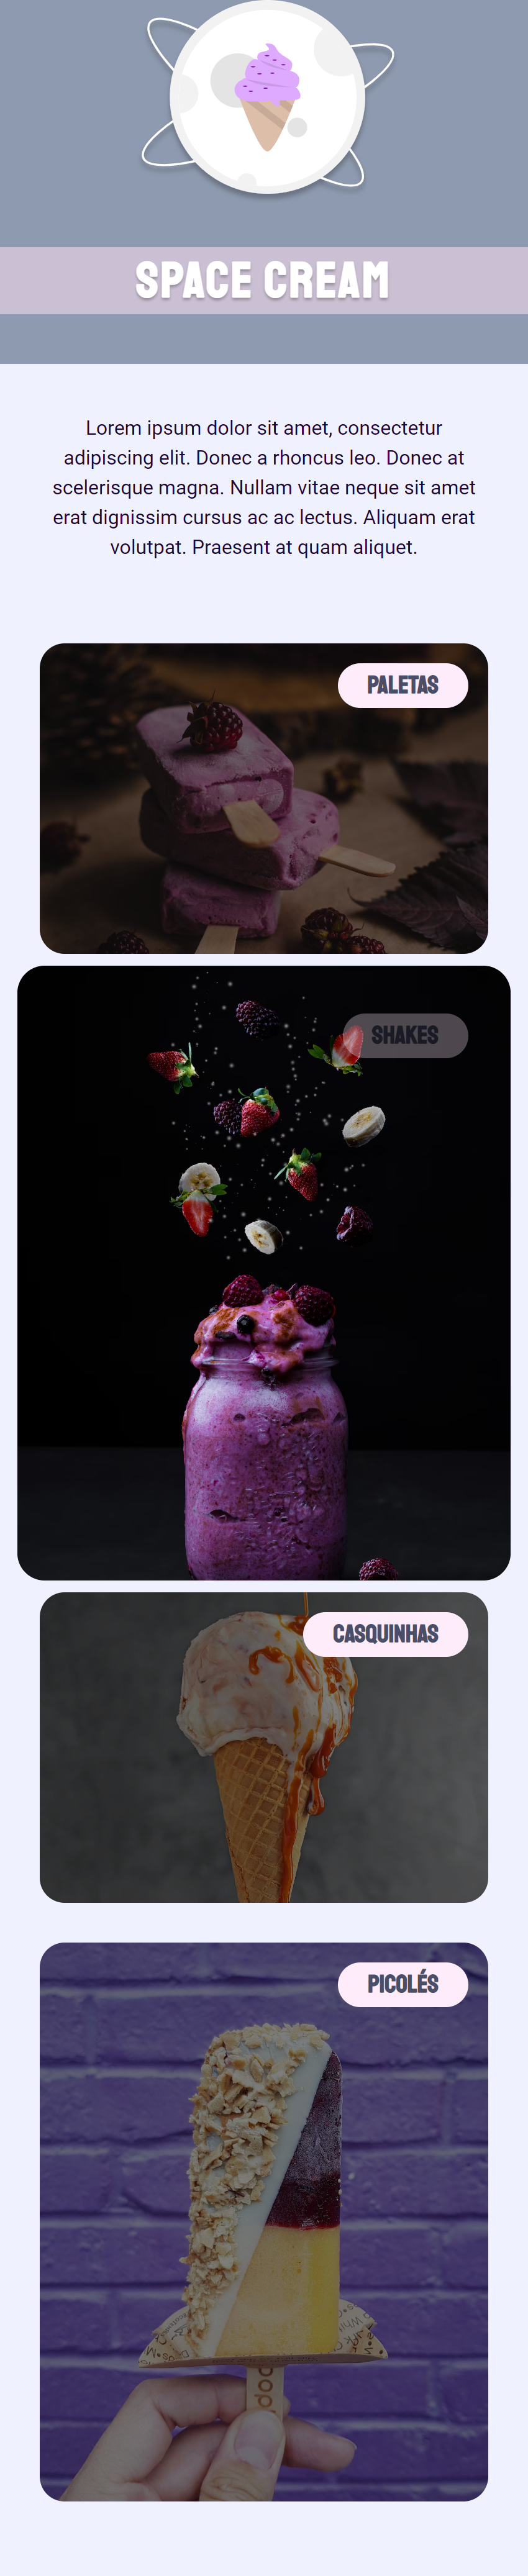 SPACE CREAM
Lorem ipsum dolor sit amet, consectetur
adipiscing elit. Donec a rhoncus leo. Donec at
scelerisque magna. Nullam vitae neque sit amet
erat dignissim cursus ac ac lectus. Aliquam erat
volutpat. Praesent at quam aliquet.
PALETAS
SHAKES
CASQUINHAS
PICOLÉS